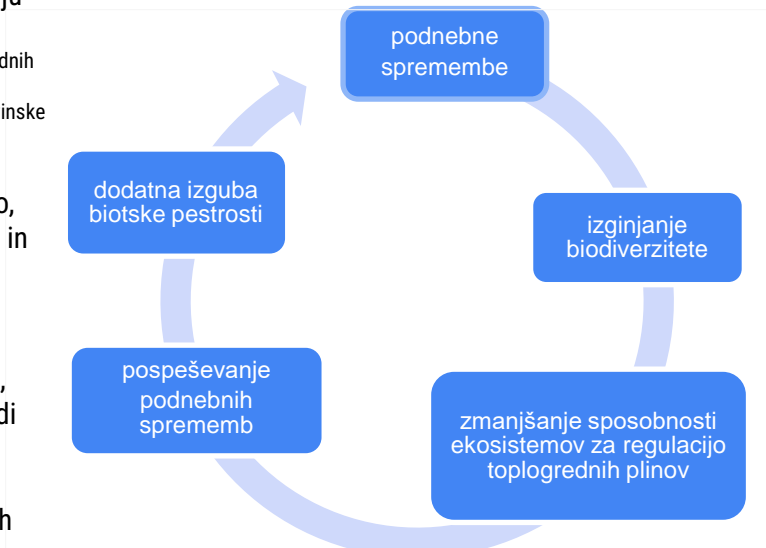 dnih
inske
o,
in
,
di
h
podnebne
spremembe
izginjanje
biodiverzitete
zmanjšanje sposobnosti
ekosistemov za regulacijo
toplogrednih plinov
pospeševanje
podnebnih
sprememb
dodatna izguba
biotske pestrosti